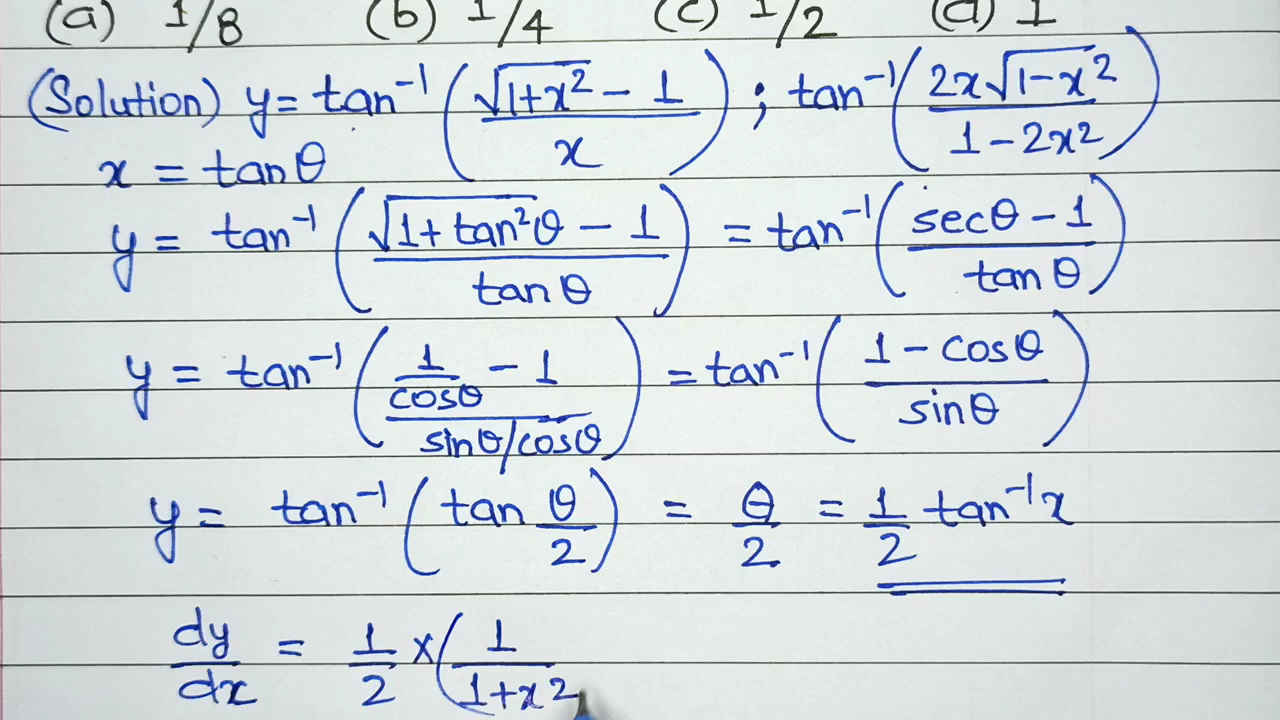 (a) 1/8 (b) 1/4 (c) 1/2 (d) 1
(Solution) y = tan⁻¹ ( (√(1+x²) − 1) / x ) ; tan⁻¹ ( (2x√(1−x²)) / (1−2x²) )
x = tanθ
y = tan⁻¹ ( (√(1+tan²θ) − 1) / tanθ ) = tan⁻¹ ( (secθ − 1) / tanθ )
y = tan⁻¹ ( (1/cosθ − 1) / (sinθ/cosθ) ) = tan⁻¹ ( (1 − cosθ) / sinθ )
y = tan⁻¹ ( tan θ/2 ) = θ/2 = 1/2 tan⁻¹x
dy/dx = 1/2 × ( 1 / (1+x²